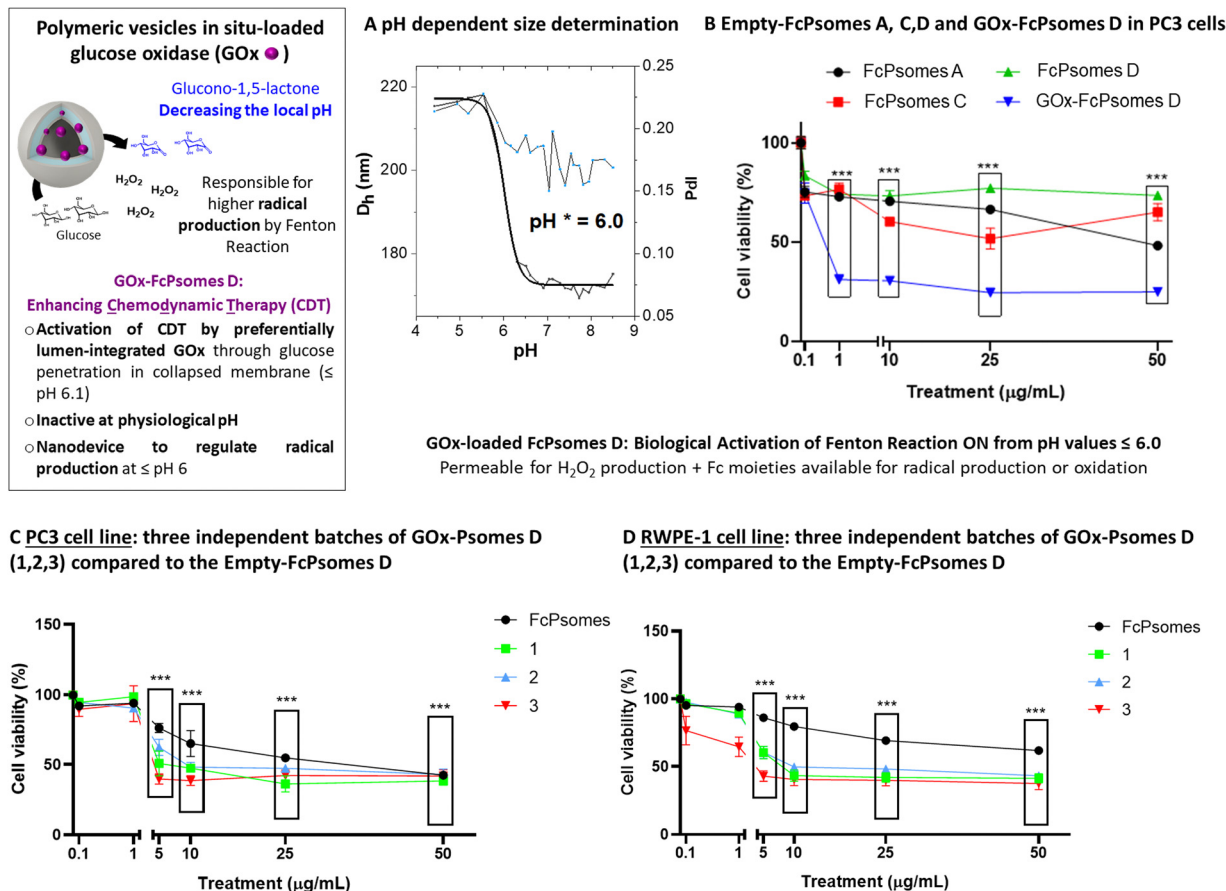 Polymeric vesicles in situ-loaded
glucose oxidase (GOx )
Glucono-1,5-lactone
Decreasing the local pH
H₂O₂
H₂O₂
H₂O₂
Glucose
Responsible for
higher radical
production by Fenton
Reaction
GOx-FcPsomes D:
Enhancing Chemodynamic Therapy (CDT)
Activation of CDT by preferentially
lumen-integrated GOx through glucose
penetration in collapsed membrane (≤
pH 6.1)
Inactive at physiological pH
Nanodevice to regulate radical
production at ≤ pH 6
A pH dependent size determination
220
200
180
Dₕ (nm)
0.25
0.20
0.15
0.10
0.05
PdI
pH * = 6.0
4 5 6 7 8 9
pH
B Empty-FcPsomes A, C,D and GOx-FcPsomes D in PC3 cells
FcPsomes A
FcPsomes D
FcPsomes C
GOx-FcPsomes D
100
50
0
Cell viability (%)
*** *** *** ***
0.1 1 10 25 50
Treatment (µg/mL)
GOx-loaded FcPsomes D: Biological Activation of Fenton Reaction ON from pH values ≤ 6.0
Permeable for H₂O₂ production + Fc moieties available for radical production or oxidation
C PC3 cell line: three independent batches of GOx-Psomes D
(1,2,3) compared to the Empty-FcPsomes D
150
100
50
0
Cell viability (%)
*** *** *** ***
FcPsomes
1
2
3
0.1 1 5 10 25 50
Treatment (µg/mL)
D RWPE-1 cell line: three independent batches of GOx-Psomes D
(1,2,3) compared to the Empty-FcPsomes D
150
100
50
0
Cell viability (%)
*** *** *** ***
FcPsomes
1
2
3
0.1 1 5 10 25 50
Treatment (µg/mL)